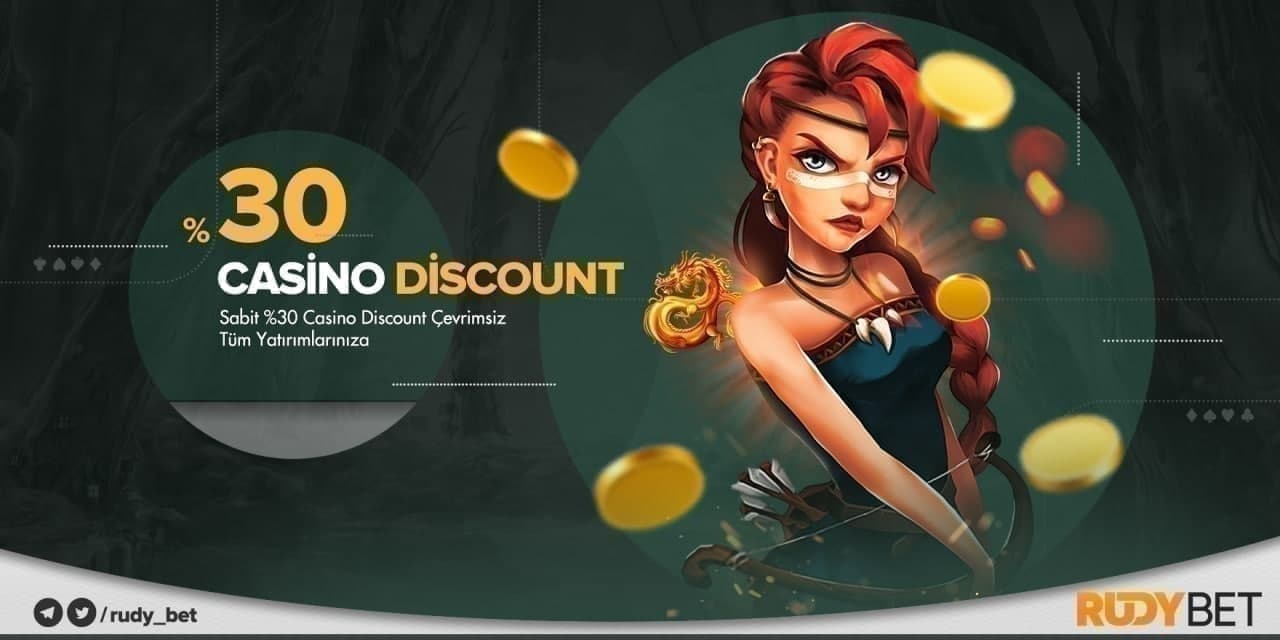 %30
CASİNO DİSCOUNT
Sabit %30 Casino Discount Çevrimsiz
Tüm Yatırımlarınıza
/rudy_bet
RUDYBET